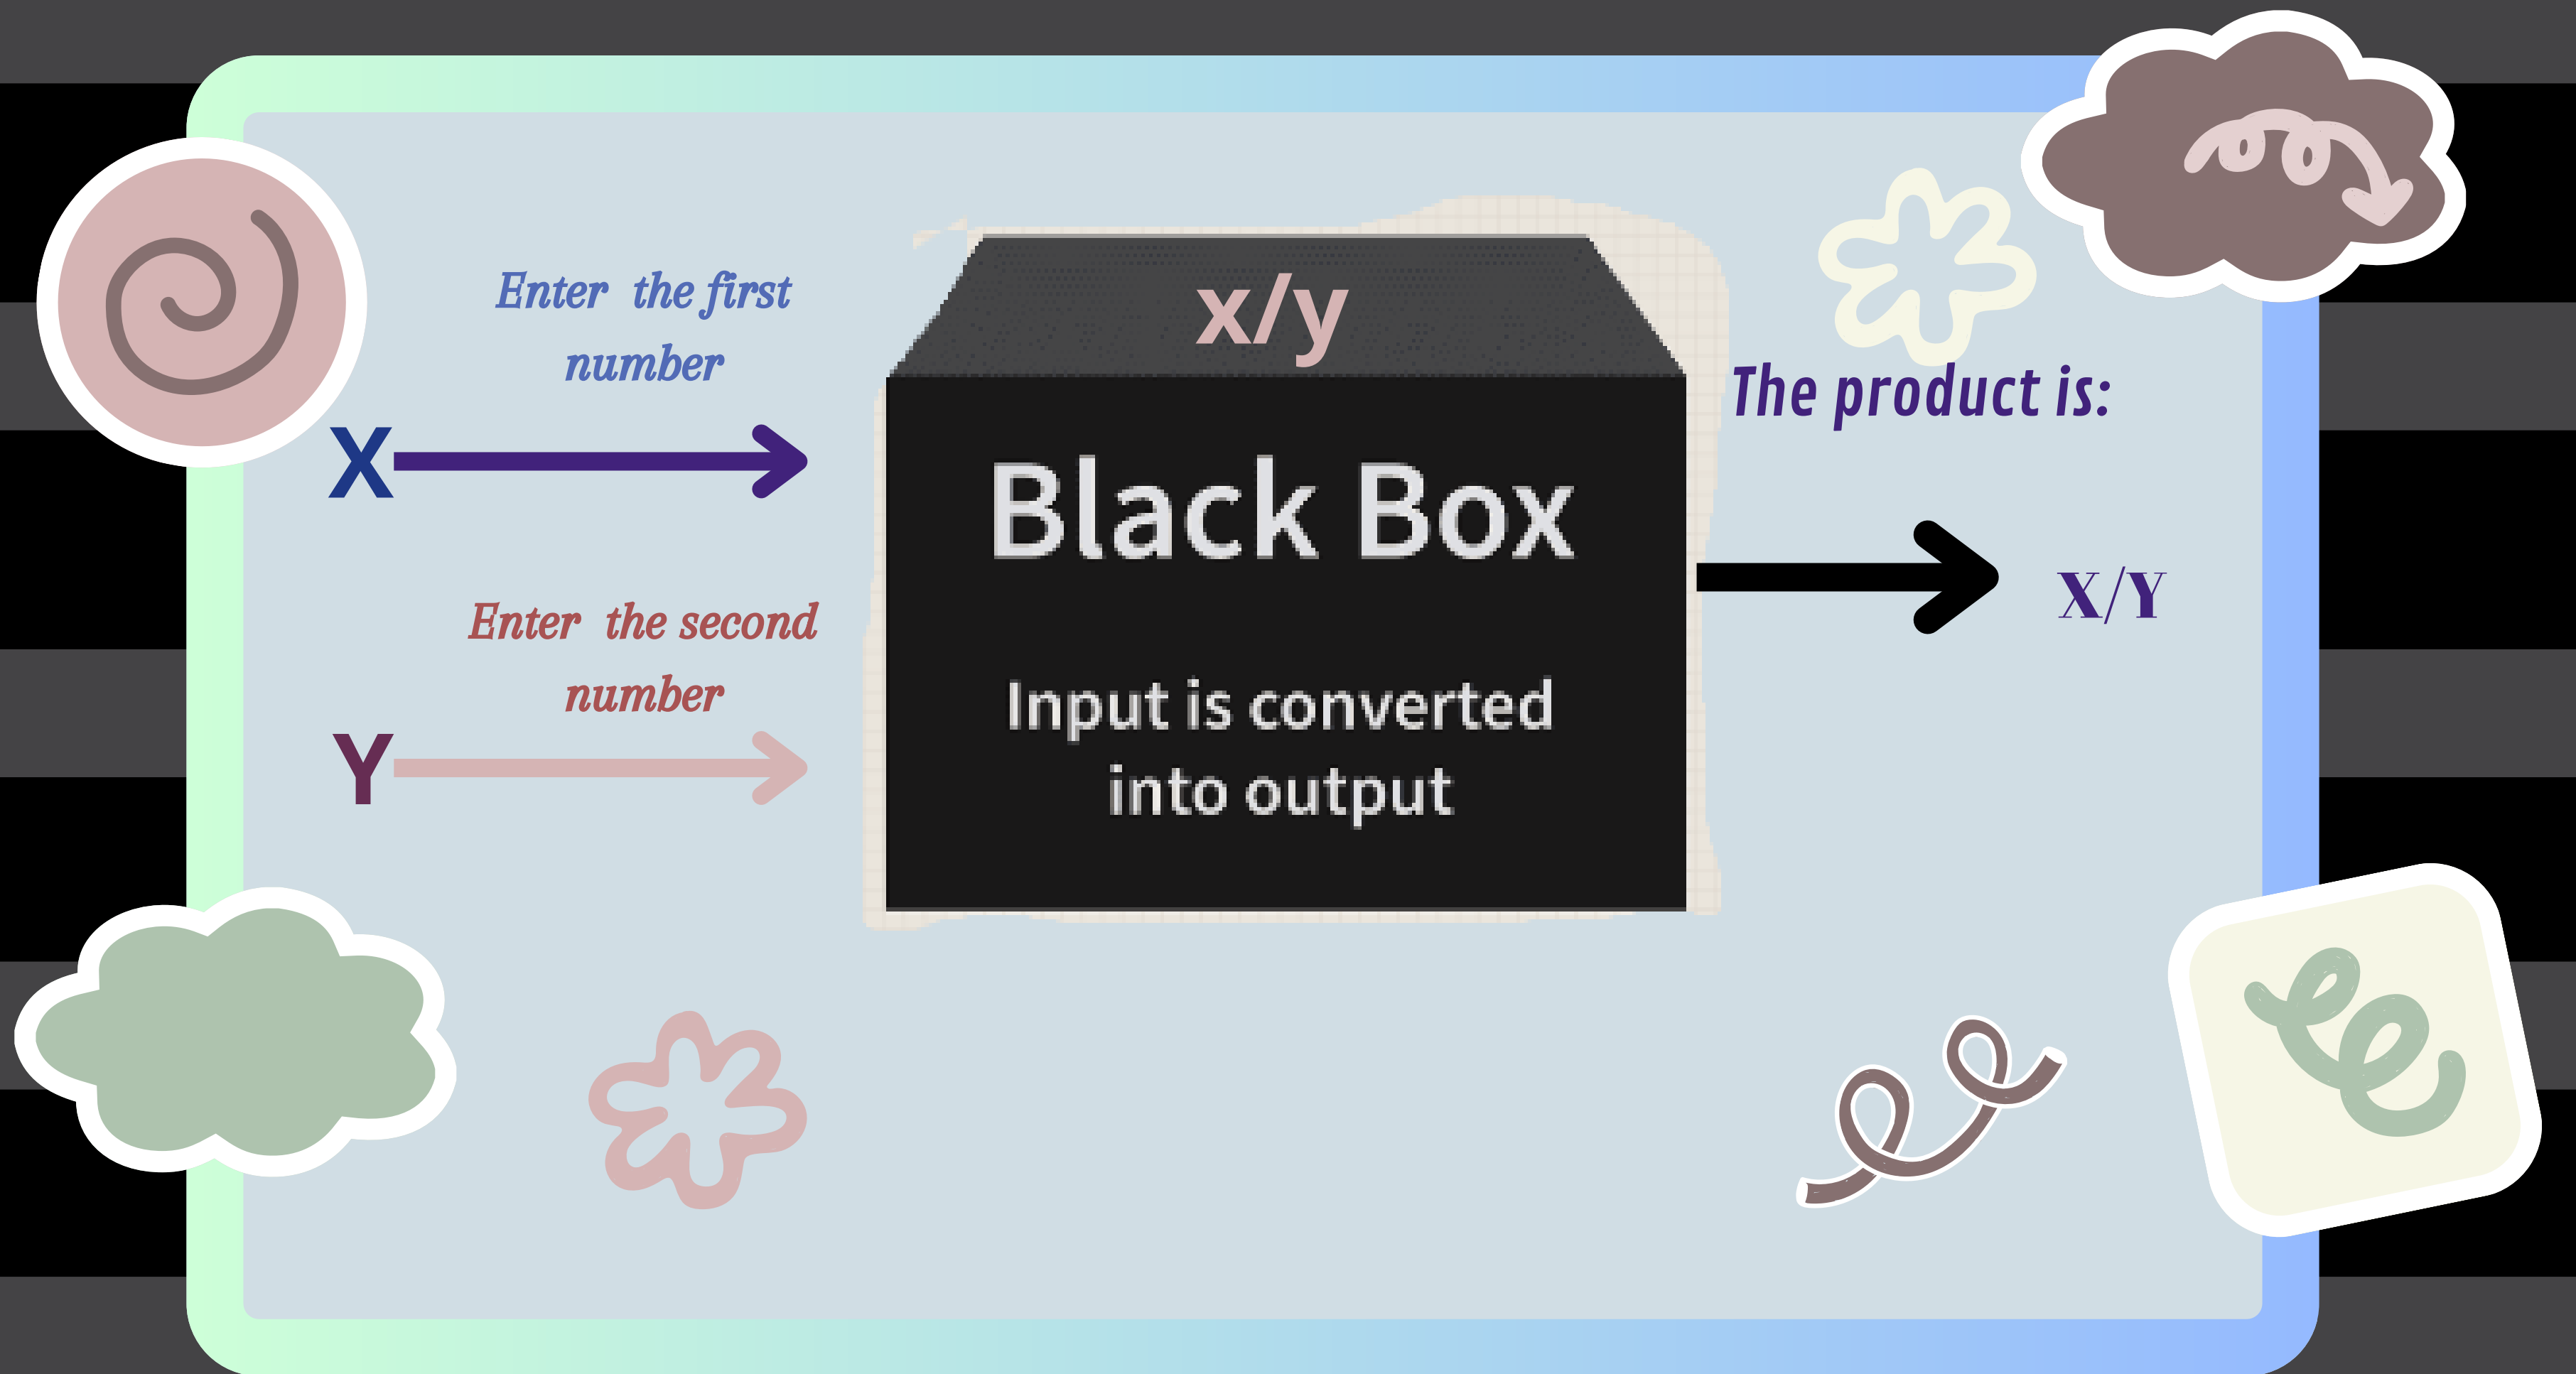 Enter the first
number
X
Enter the second
number
Y
x/y
Black Box
Input is converted
into output
The product is:
X/Y